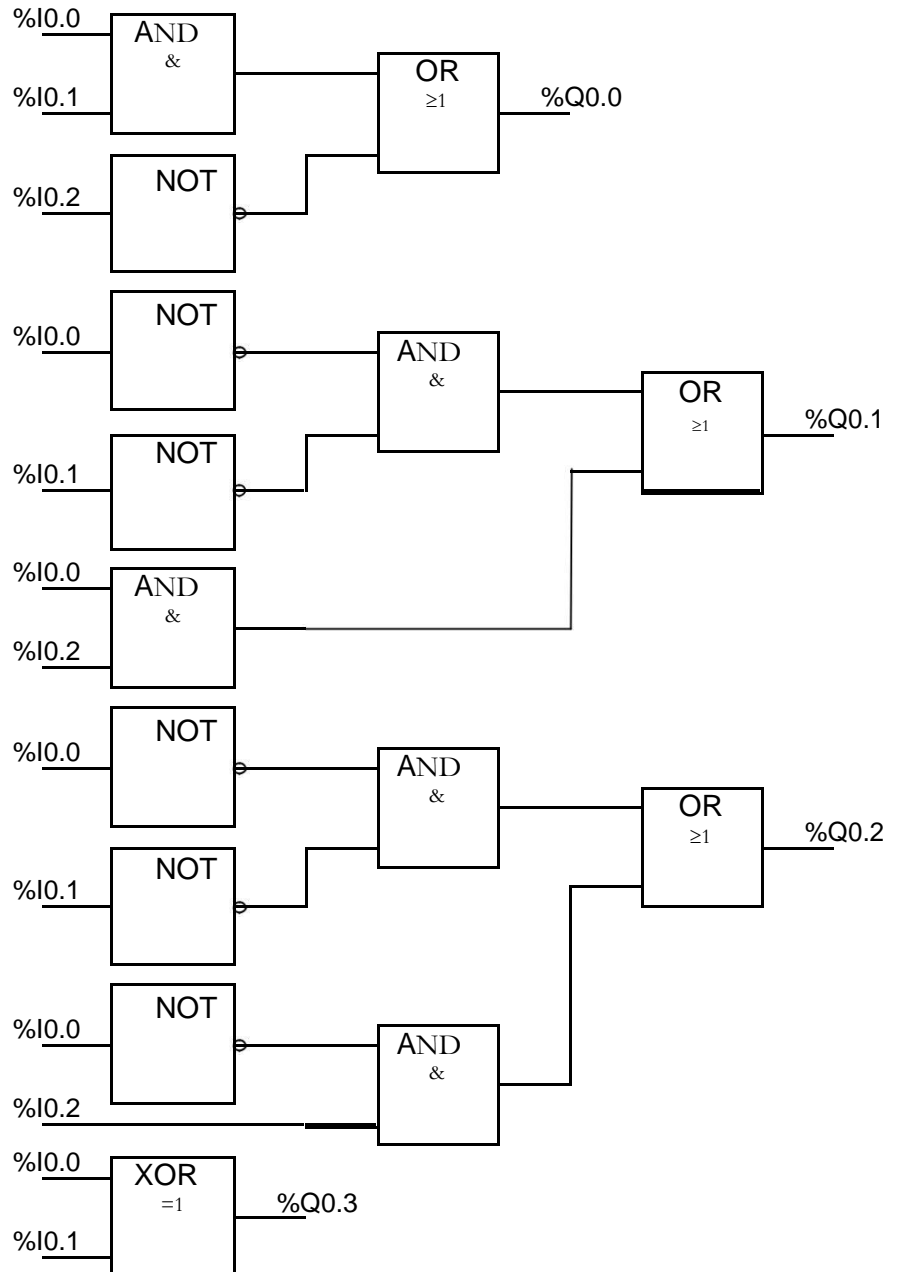 %I0.0
AND
&
%I0.1
OR
≥1
%Q0.0
%I0.2
NOT
%I0.0
NOT
AND
&
%I0.1
NOT
OR
≥1
%Q0.1
%I0.0
AND
&
%I0.2
%I0.0
NOT
AND
&
%I0.1
NOT
OR
≥1
%Q0.2
%I0.0
NOT
AND
&
%I0.2
%I0.0
XOR
=1
%Q0.3
%I0.1